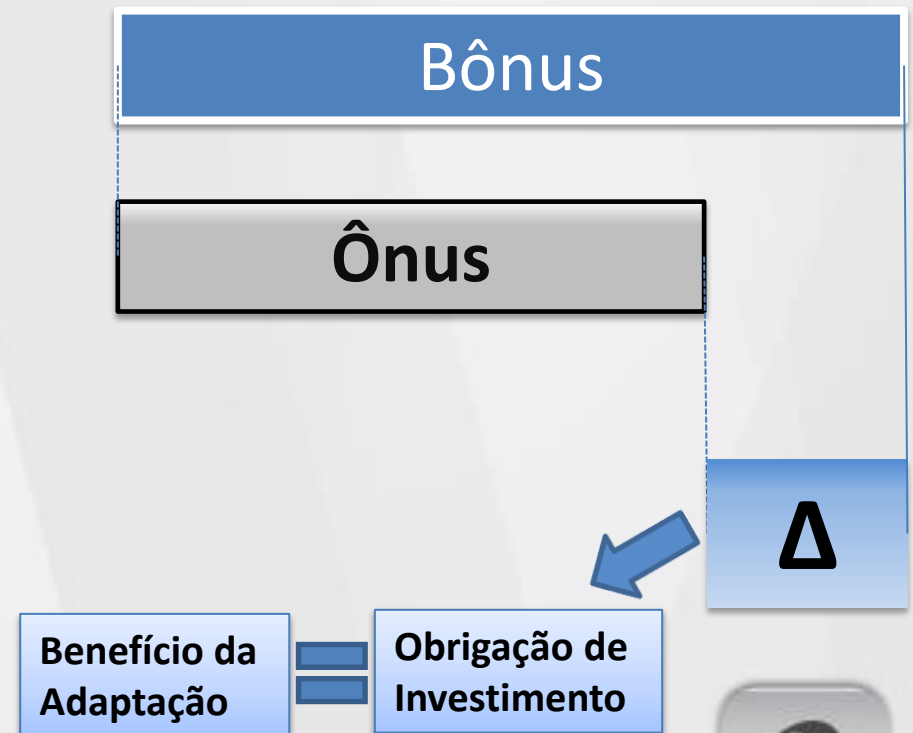 Bônus
Ônus
Δ
Benefício da
Adaptação
Obrigação de
Investimento